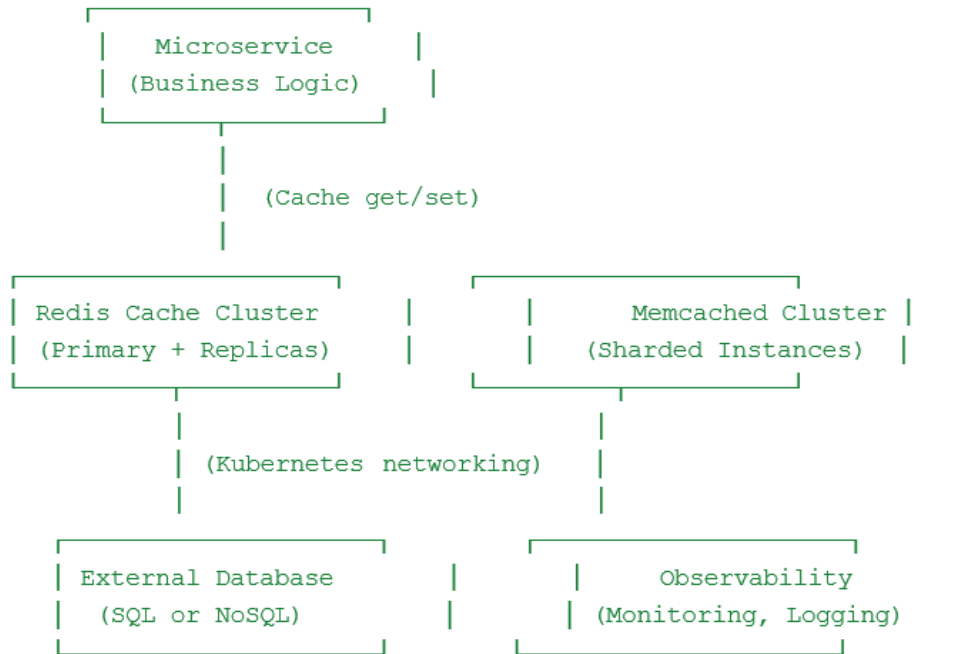 Microservice
(Business Logic)
(Cache get/set)
Redis Cache Cluster
(Primary + Replicas)
Memcached Cluster
(Sharded Instances)
(Kubernetes networking)
External Database
(SQL or NoSQL)
Observability
(Monitoring, Logging)